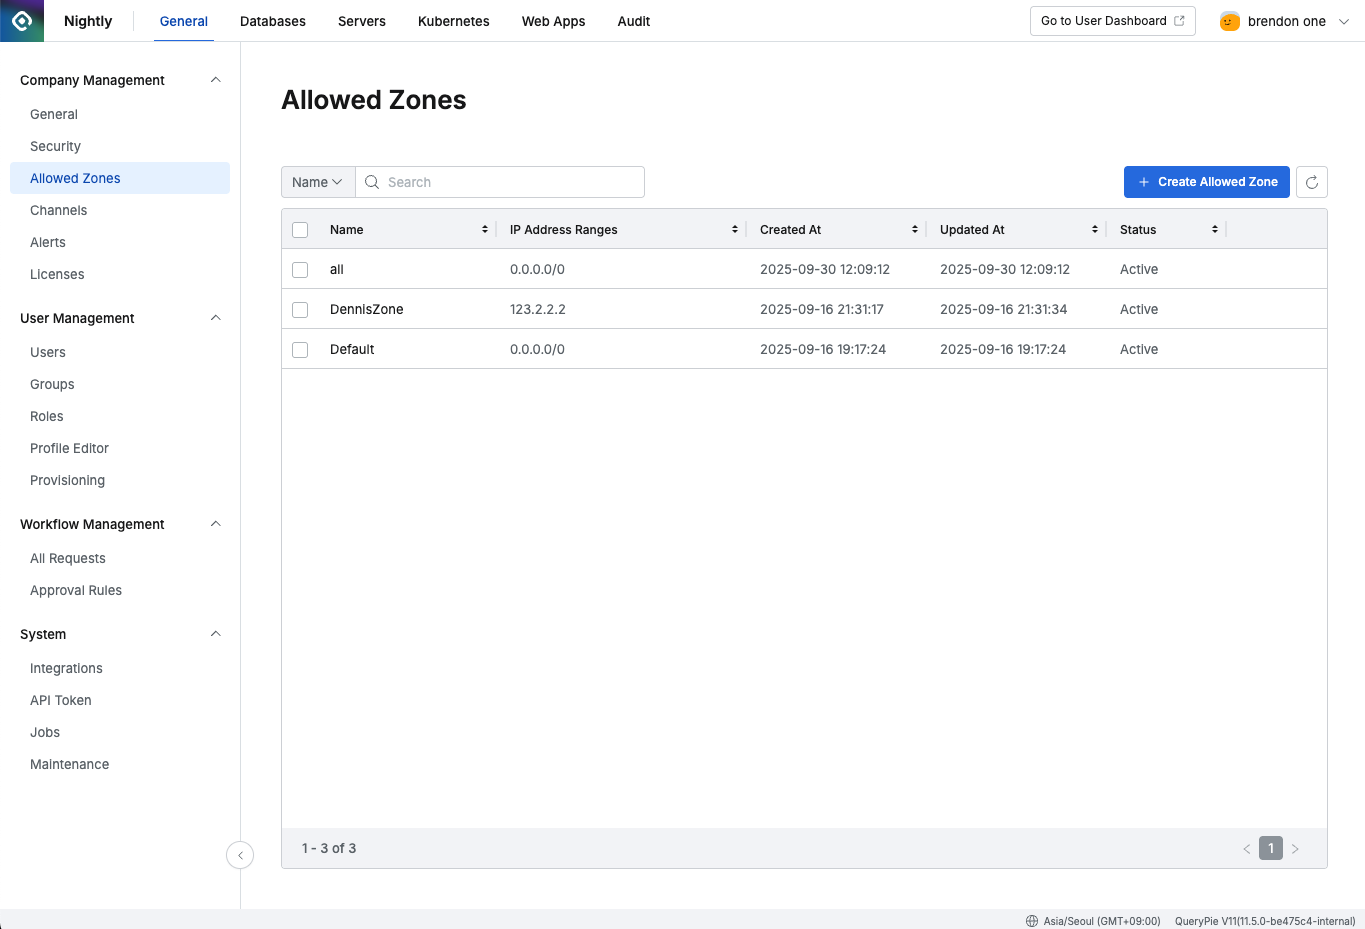 Nightly
General
Databases
Servers
Kubernetes
Web Apps
Audit
Go to User Dashboard
brendon one
Company Management
General
Security
Allowed Zones
Channels
Alerts
Licenses
User Management
Users
Groups
Roles
Profile Editor
Provisioning
Workflow Management
All Requests
Approval Rules
System
Integrations
API Token
Jobs
Maintenance
Allowed Zones
Name
Search
+ Create Allowed Zone
Name IP Address Ranges Created At Updated At Status
all 0.0.0.0/0 2025-09-30 12:09:12 2025-09-30 12:09:12 Active
DennisZone 123.2.2.2 2025-09-16 21:31:17 2025-09-16 21:31:34 Active
Default 0.0.0.0/0 2025-09-16 19:17:24 2025-09-16 19:17:24 Active
1 - 3 of 3
1
Asia/Seoul (GMT+09:00)
QueryPie V11(11.5.0-be475c4-internal)